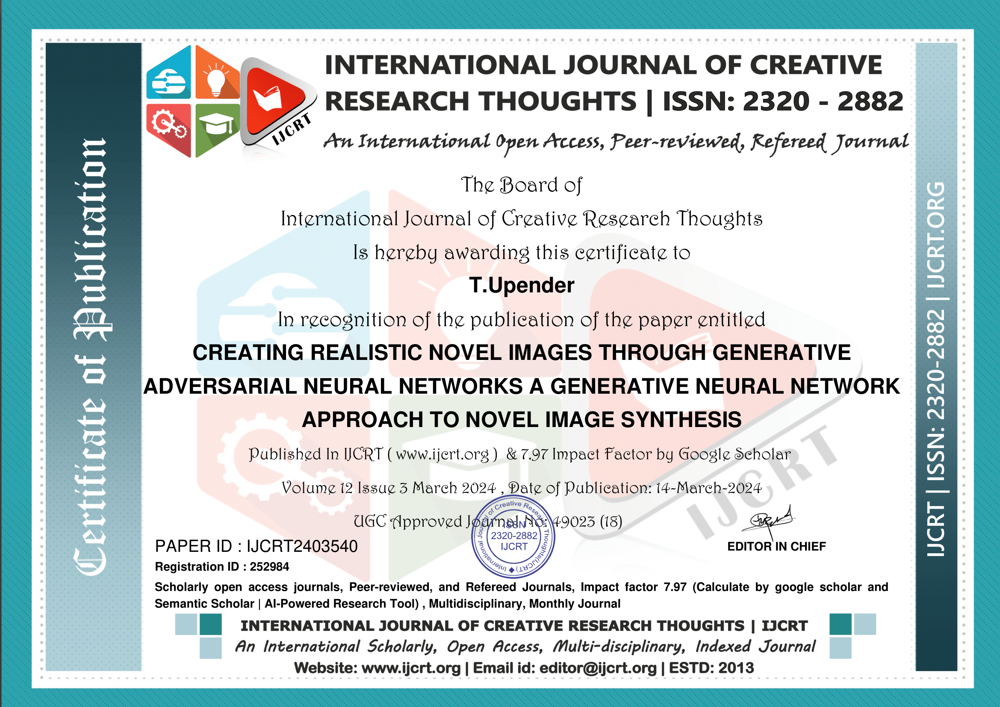 INTERNATIONAL JOURNAL OF CREATIVE
RESEARCH THOUGHTS | ISSN: 2320 - 2882
An International Open Access, Peer-reviewed, Refereed Journal
IJCRT
Certificate of Publication
The Board of
International Journal of Creative Research Thoughts
Is hereby awarding this certificate to
T.Upender
In recognition of the publication of the paper entitled
CREATING REALISTIC NOVEL IMAGES THROUGH GENERATIVE
ADVERSARIAL NEURAL NETWORKS A GENERATIVE NEURAL NETWORK
APPROACH TO NOVEL IMAGE SYNTHESIS
Published In IJCRT ( www.ijcrt.org ) & 7.97 Impact Factor by Google Scholar
Volume 12 Issue 3 March 2024 , Date of Publication: 14-March-2024
UGC Approved Journal No: 49023 (18)
IJCRT
International Journal of Creative Research Thoughts(IJCRT)
ISSN
2320-2882
IJCRT
PAPER ID : IJCRT2403540
Registration ID : 252984
EDITOR IN CHIEF
Scholarly open access journals, Peer-reviewed, and Refereed Journals, Impact factor 7.97 (Calculate by google scholar and
Semantic Scholar | AI-Powered Research Tool) , Multidisciplinary, Monthly Journal
INTERNATIONAL JOURNAL OF CREATIVE RESEARCH THOUGHTS | IJCRT
An International Scholarly, Open Access, Multi-disciplinary, Indexed Journal
Website: www.ijcrt.org | Email id: editor@ijcrt.org | ESTD: 2013
IJCRT | ISSN: 2320-2882 | IJCRT.ORG